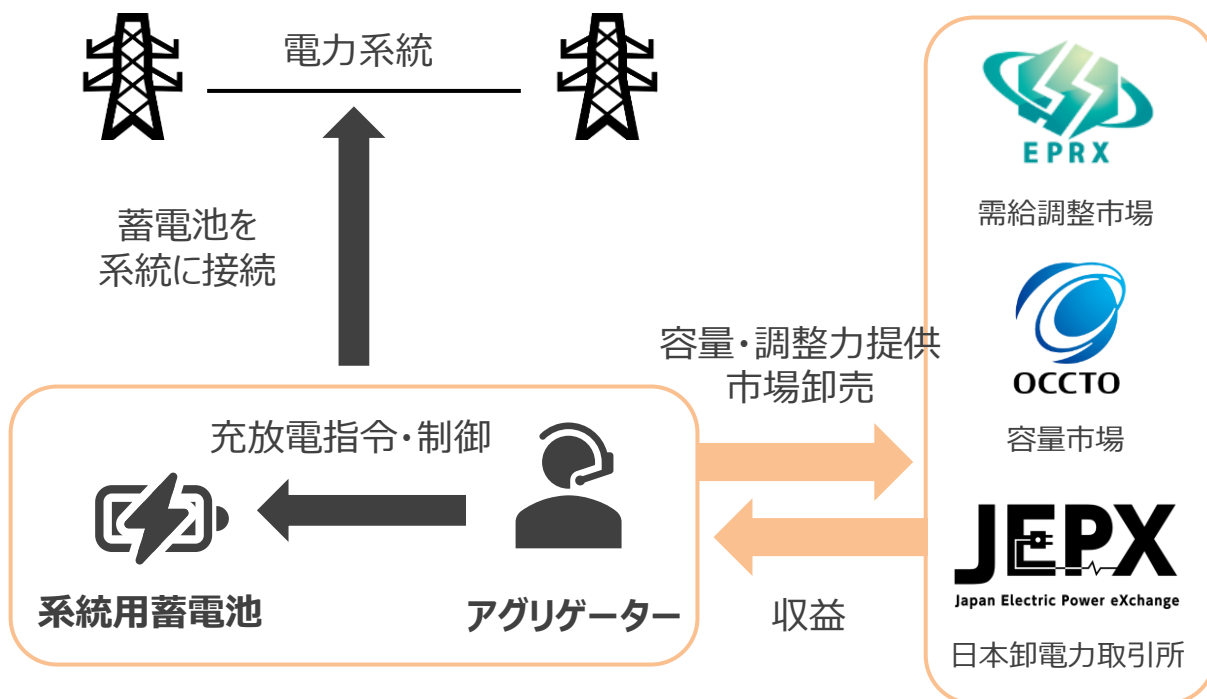 電力系統
蓄電池を
系統に接続
充放電指令・制御
系統用蓄電池
アグリゲーター
容量・調整力提供
市場卸売
収益
EPRX
需給調整市場
OCCTO
容量市場
JEPX
Japan Electric Power eXchange
日本卸電力取引所